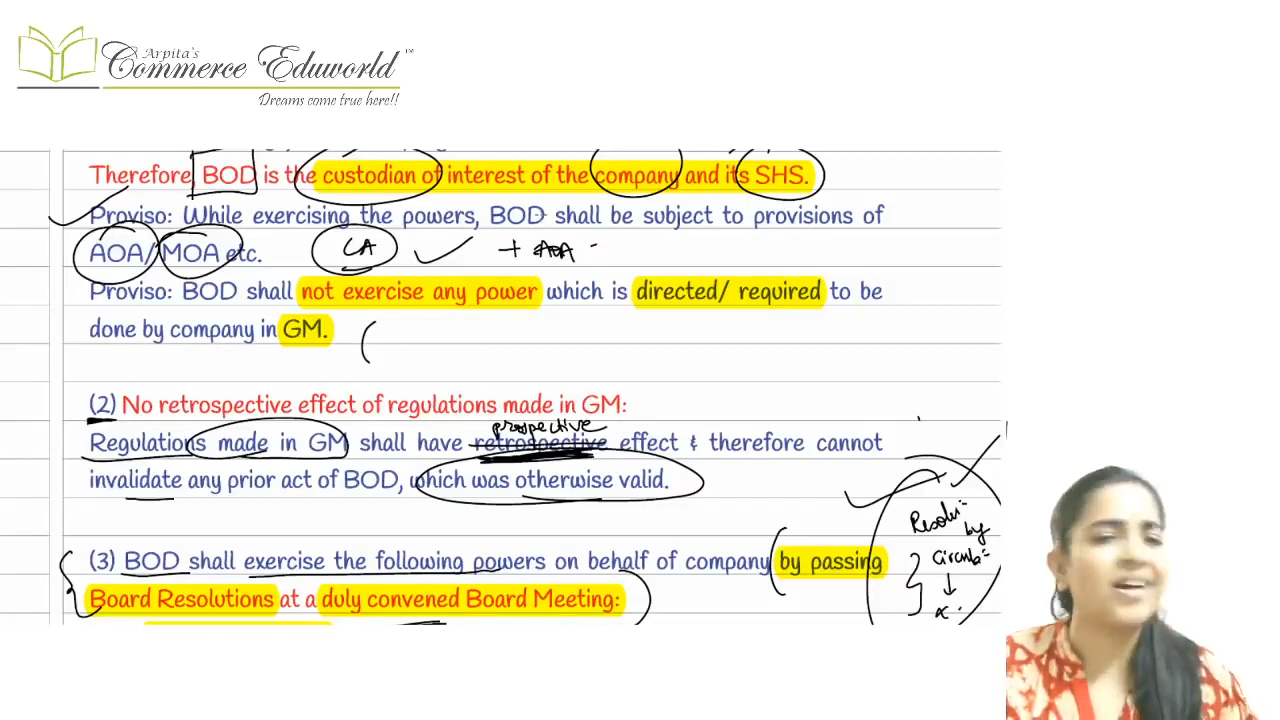 Arpita's
Commerce Eduworld™
Dreams come true here!!
Therefore, BOD is the custodian of interest of the company and its SHS.
Proviso: While exercising the powers, BOD shall be subject to provisions of
AOA/ MOA etc. CA + AOA
Proviso: BOD shall not exercise any power which is directed/ required to be
done by company in GM. (
(2) No retrospective effect of regulations made in GM:
prospective
Regulations made in GM shall have retrospective effect & therefore cannot
invalidate any prior act of BOD, which was otherwise valid.
by
(3) BOD shall exercise the following powers on behalf of company by passing
Board Resolutions at a duly convened Board Meeting: